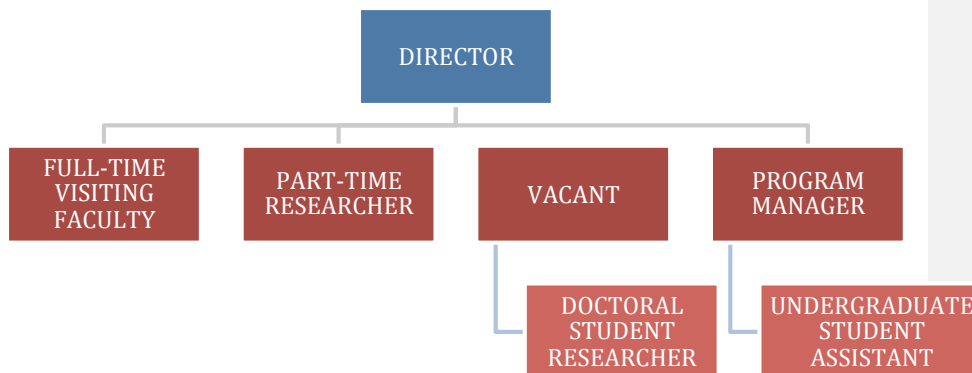 DIRECTOR
FULL-TIME
VISITING
FACULTY
PART-TIME
RESEARCHER
VACANT
PROGRAM
MANAGER
DOCTORAL
STUDENT
RESEARCHER
UNDERGRADUATE
STUDENT
ASSISTANT